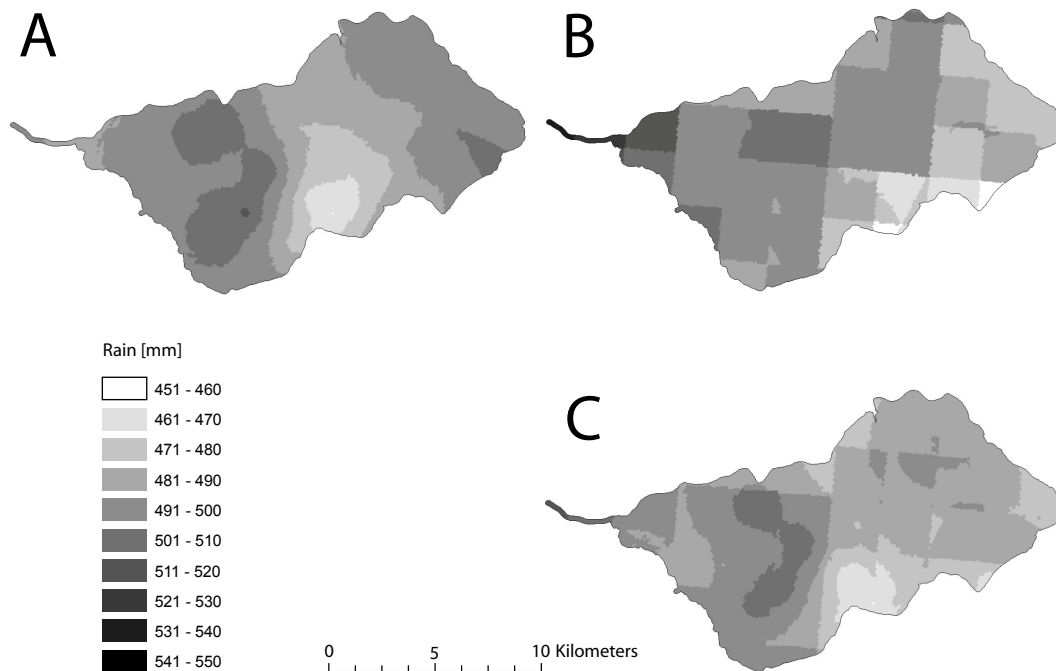 A
B
Rain [mm]
451 - 460
461 - 470
471 - 480
481 - 490
491 - 500
501 - 510
511 - 520
521 - 530
531 - 540
541 - 550
C
0 5 10 Kilometers